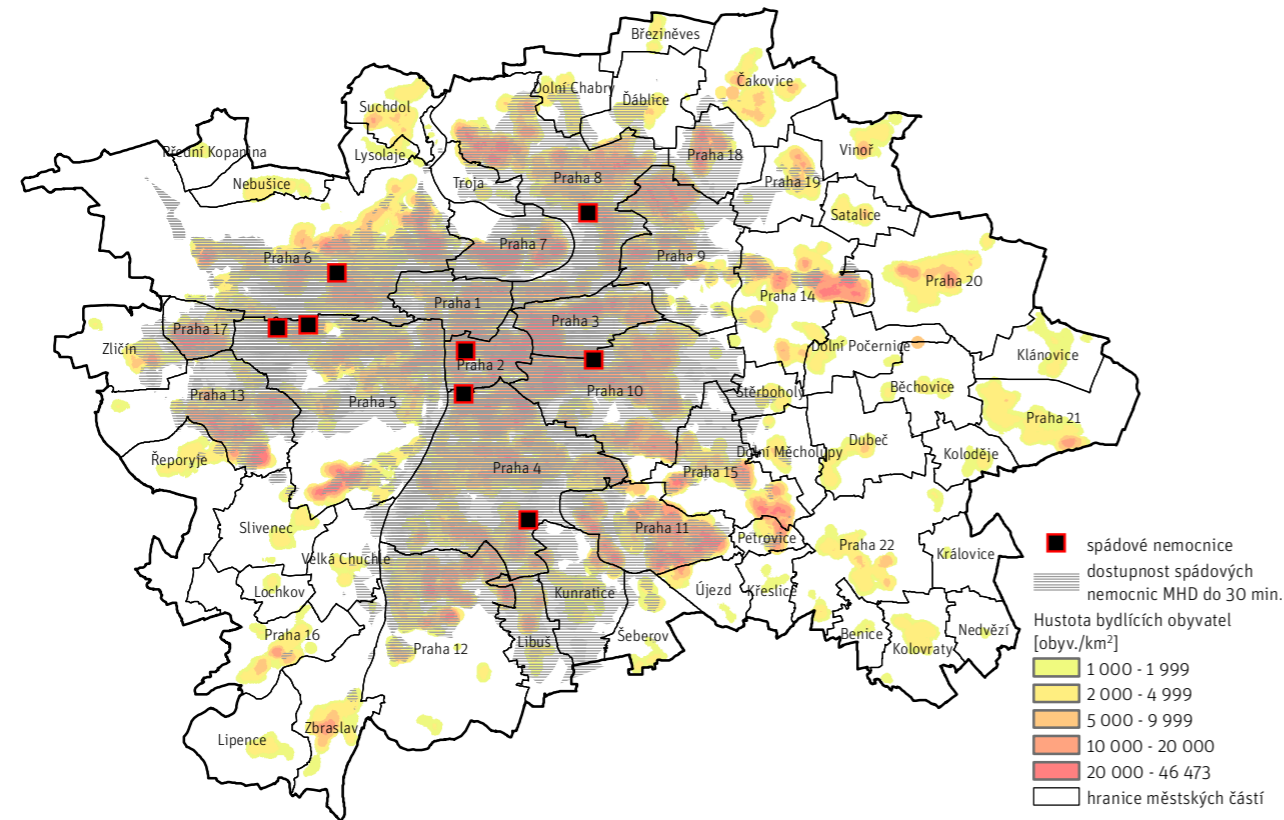 Březiněves
Čakovice
Dolní Chabry
Ďáblice
Suchdol
Přední Kopanina
Lysolaje
Vinoř
Praha 18
Nebušice
Troja
Praha 8
Praha 19
Satalice
Praha 7
Praha 6
Praha 9
Praha 20
Praha 14
Praha 1
Praha 3
Praha 17
Zličín
Dolní Počernice
Klánovice
Praha 2
Běchovice
Praha 13
Praha 5
Praha 10
Štěrboholy
Praha 21
Řeporyje
Dolní Měcholupy
Dubeč
Koloděje
Praha 4
Praha 15
Slivenec
Praha 11
Petrovice
Praha 22
Královice
Velká Chuchle
Lochkov
Kunratice
Újezd
Křeslice
Praha 16
Šeberov
Benice
Kolovraty
Nedvězí
Praha 12
Libuš
Zbraslav
Lipence
spádové nemocnice
dostupnost spádových
nemocnic MHD do 30 min.
Hustota bydlících obyvatel
[obyv./km²]
1 000 - 1 999
2 000 - 4 999
5 000 - 9 999
10 000 - 20 000
20 000 - 46 473
hranice městských částí